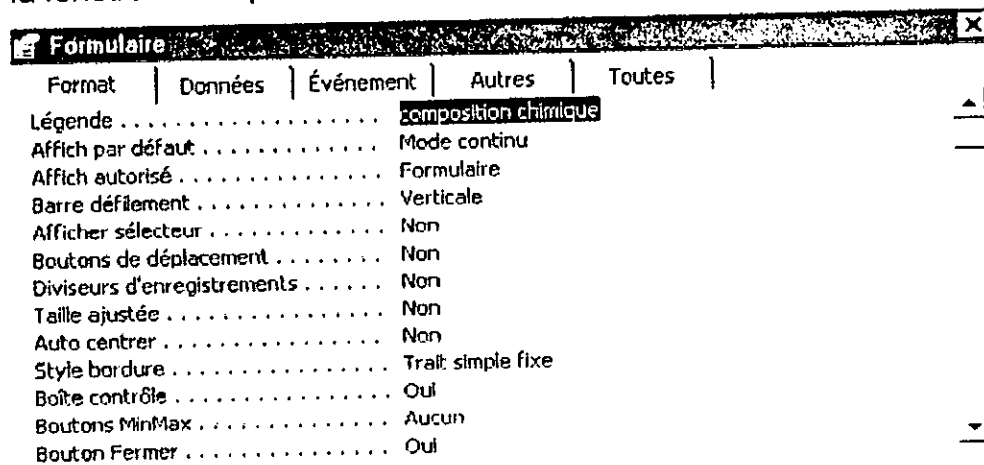 Formulaire
Format Données Événement Autres Toutes
Légende . . . . . . . . . . . . . . . . . . . composition chimique
Affich par défaut . . . . . . . . . . . . . Mode continu
Affich autorisé . . . . . . . . . . . . . . . Formulaire
Barre défilement . . . . . . . . . . . . . . Verticale
Afficher sélecteur . . . . . . . . . . . . . Non
Boutons de déplacement . . . . . . . . Non
Diviseurs d'enregistrements . . . . . . Non
Taille ajustée . . . . . . . . . . . . . . . . Non
Auto centrer . . . . . . . . . . . . . . . . Non
Style bordure . . . . . . . . . . . . . . . . Trait simple fixe
Boîte contrôle . . . . . . . . . . . . . . . . Oui
Boutons MinMax . . . . . . . . . . . . . . Aucun
Bouton Fermer . . . . . . . . . . . . . . . Oui